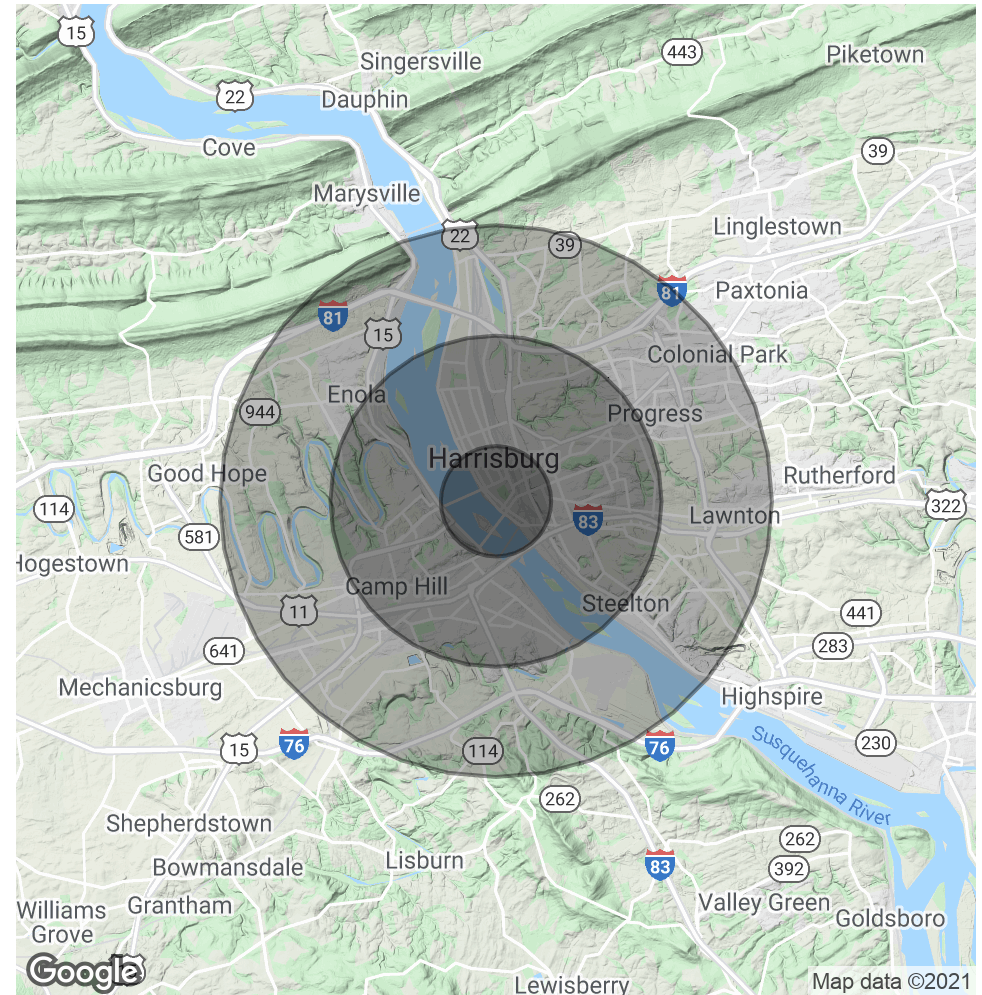 15
Singersville
443
Piketown
22
Dauphin
Cove
39
Marysville
Linglestown
22
39
81
Paxtonia
81
15
Colonial Park
Enola
944
Progress
Harrisburg
Good Hope
Rutherford
114
322
83
Lawnton
581
Hogestown
Camp Hill
Steelton
11
441
641
283
Mechanicsburg
Highspire
15
76
114
76
230
Susquehanna River
262
Shepherdstown
262
Bowmansdale
Lisburn
83
392
Grantham
Valley Green
Williams
Grove
Goldsboro
Google
Lewisberry
Map data ©2021